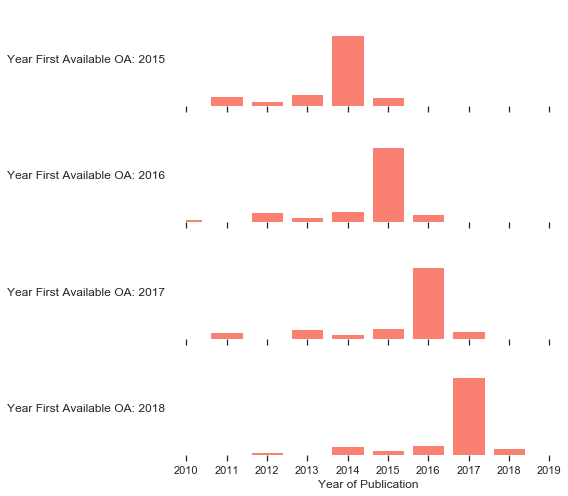 Year First Available OA: 2015
Year First Available OA: 2016
Year First Available OA: 2017
Year First Available OA: 2018
2010 2011 2012 2013 2014 2015 2016 2017 2018 2019
Year of Publication